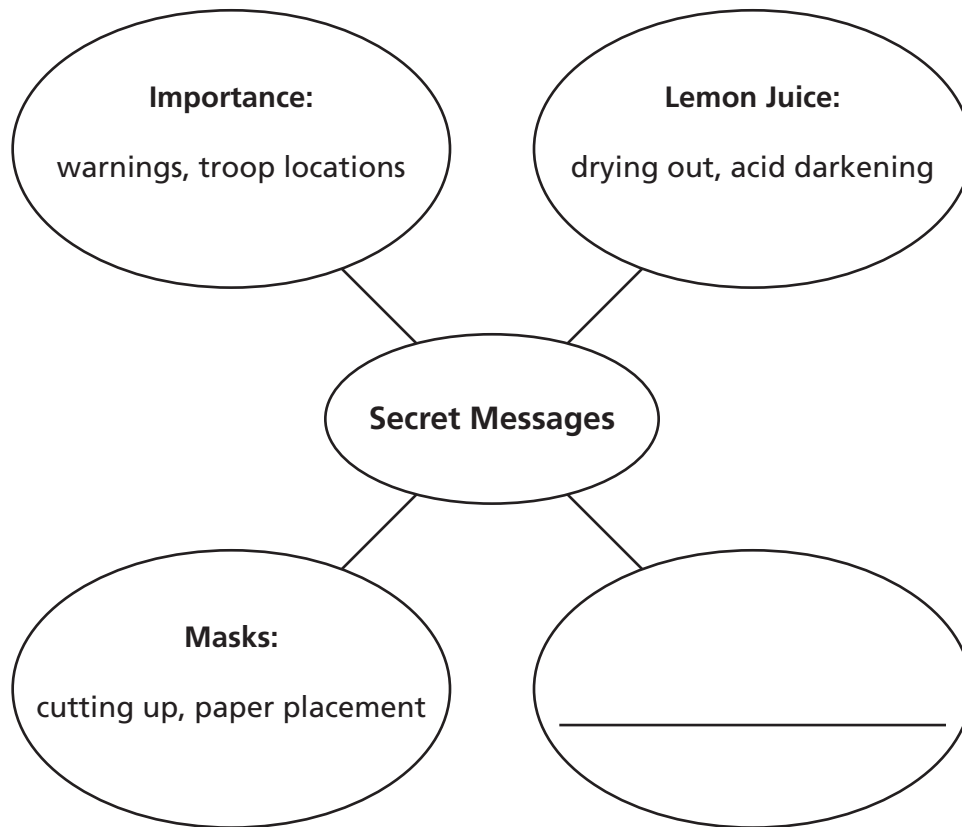 Importance:
warnings, troop locations
Lemon Juice:
drying out, acid darkening
Secret Messages
Masks:
cutting up, paper placement